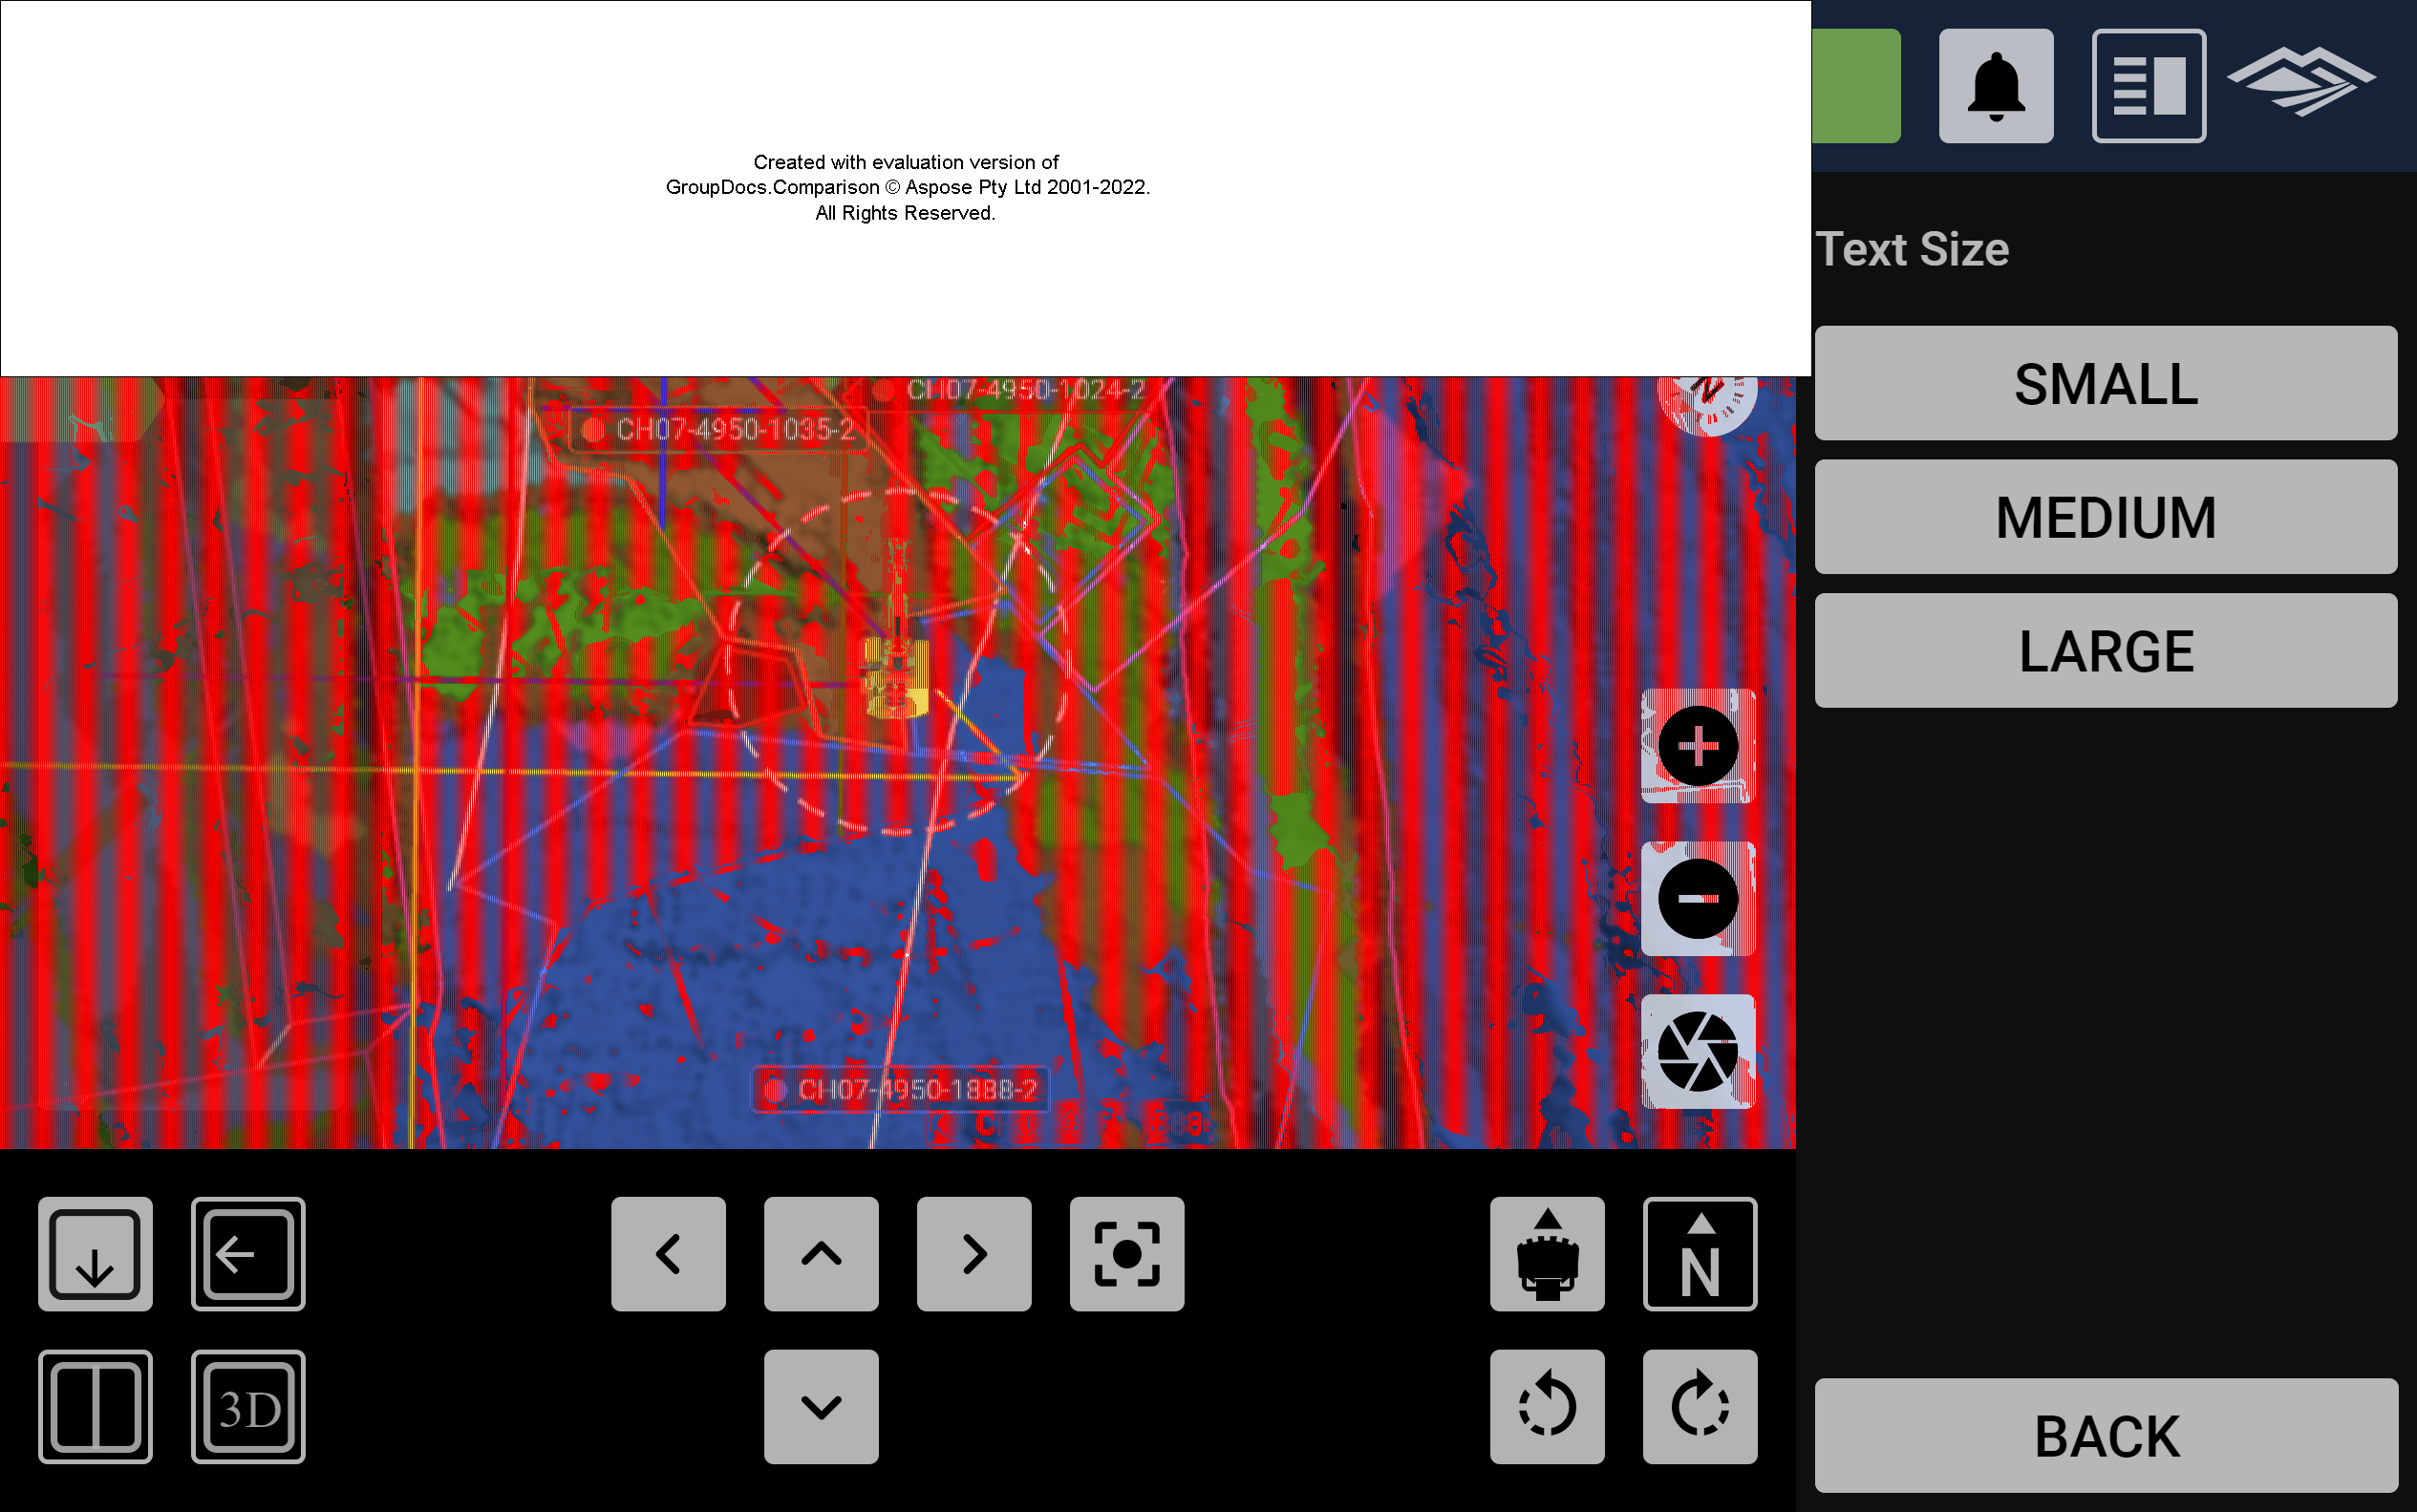 Created with evaluation version of
GroupDocs.Comparison © Aspose Pty Ltd 2001-2022.
All Rights Reserved.
Text Size
SMALL
MEDIUM
LARGE
CH07-4950-1024-2
CH07-4950-1035-2
CH07-4950-1888-2
N
3D
BACK